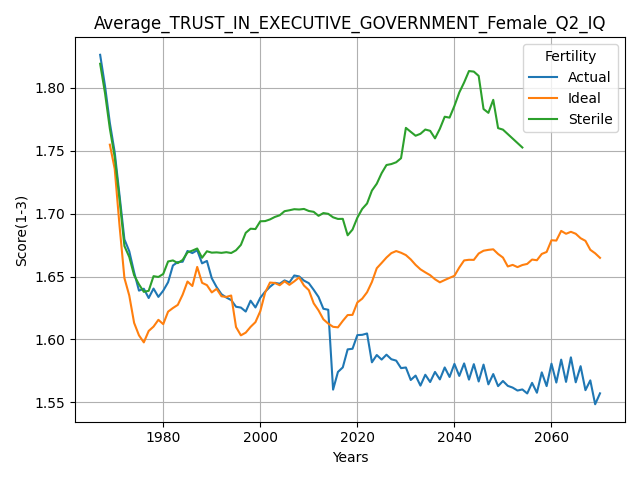 Average_TRUST_IN_EXECUTIVE_GOVERNMENT_Female_Q2_IQ
Fertility
Actual
Ideal
Sterile
1.80
1.75
1.70
1.65
1.60
1.55
Score(1-3)
1980
2000
2020
2040
2060
Years